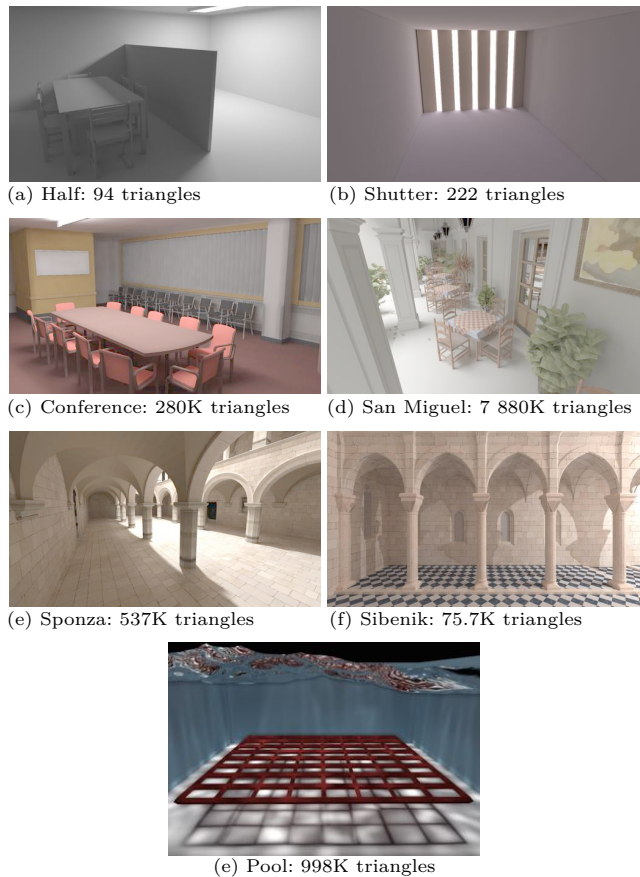 (a) Half: 94 triangles
(b) Shutter: 222 triangles
(c) Conference: 280K triangles
(d) San Miguel: 7 880K triangles
(e) Sponza: 537K triangles
(f) Sibenik: 75.7K triangles
(e) Pool: 998K triangles